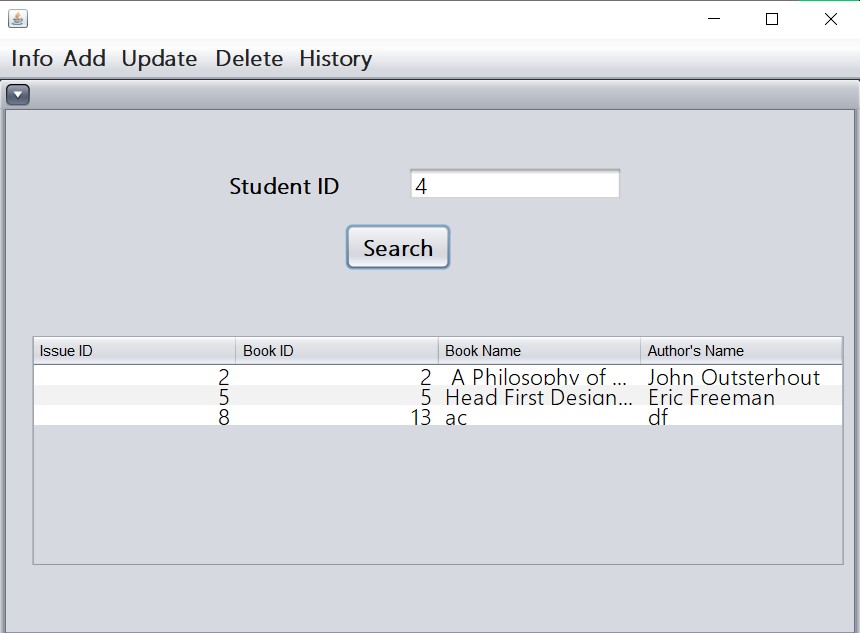 Info Add Update Delete History
Student ID 4
Search
Issue ID Book ID Book Name Author's Name
2 2 A Philosophy of ... John Outsterhout
5 5 Head First Design... Eric Freeman
8 13 ac df